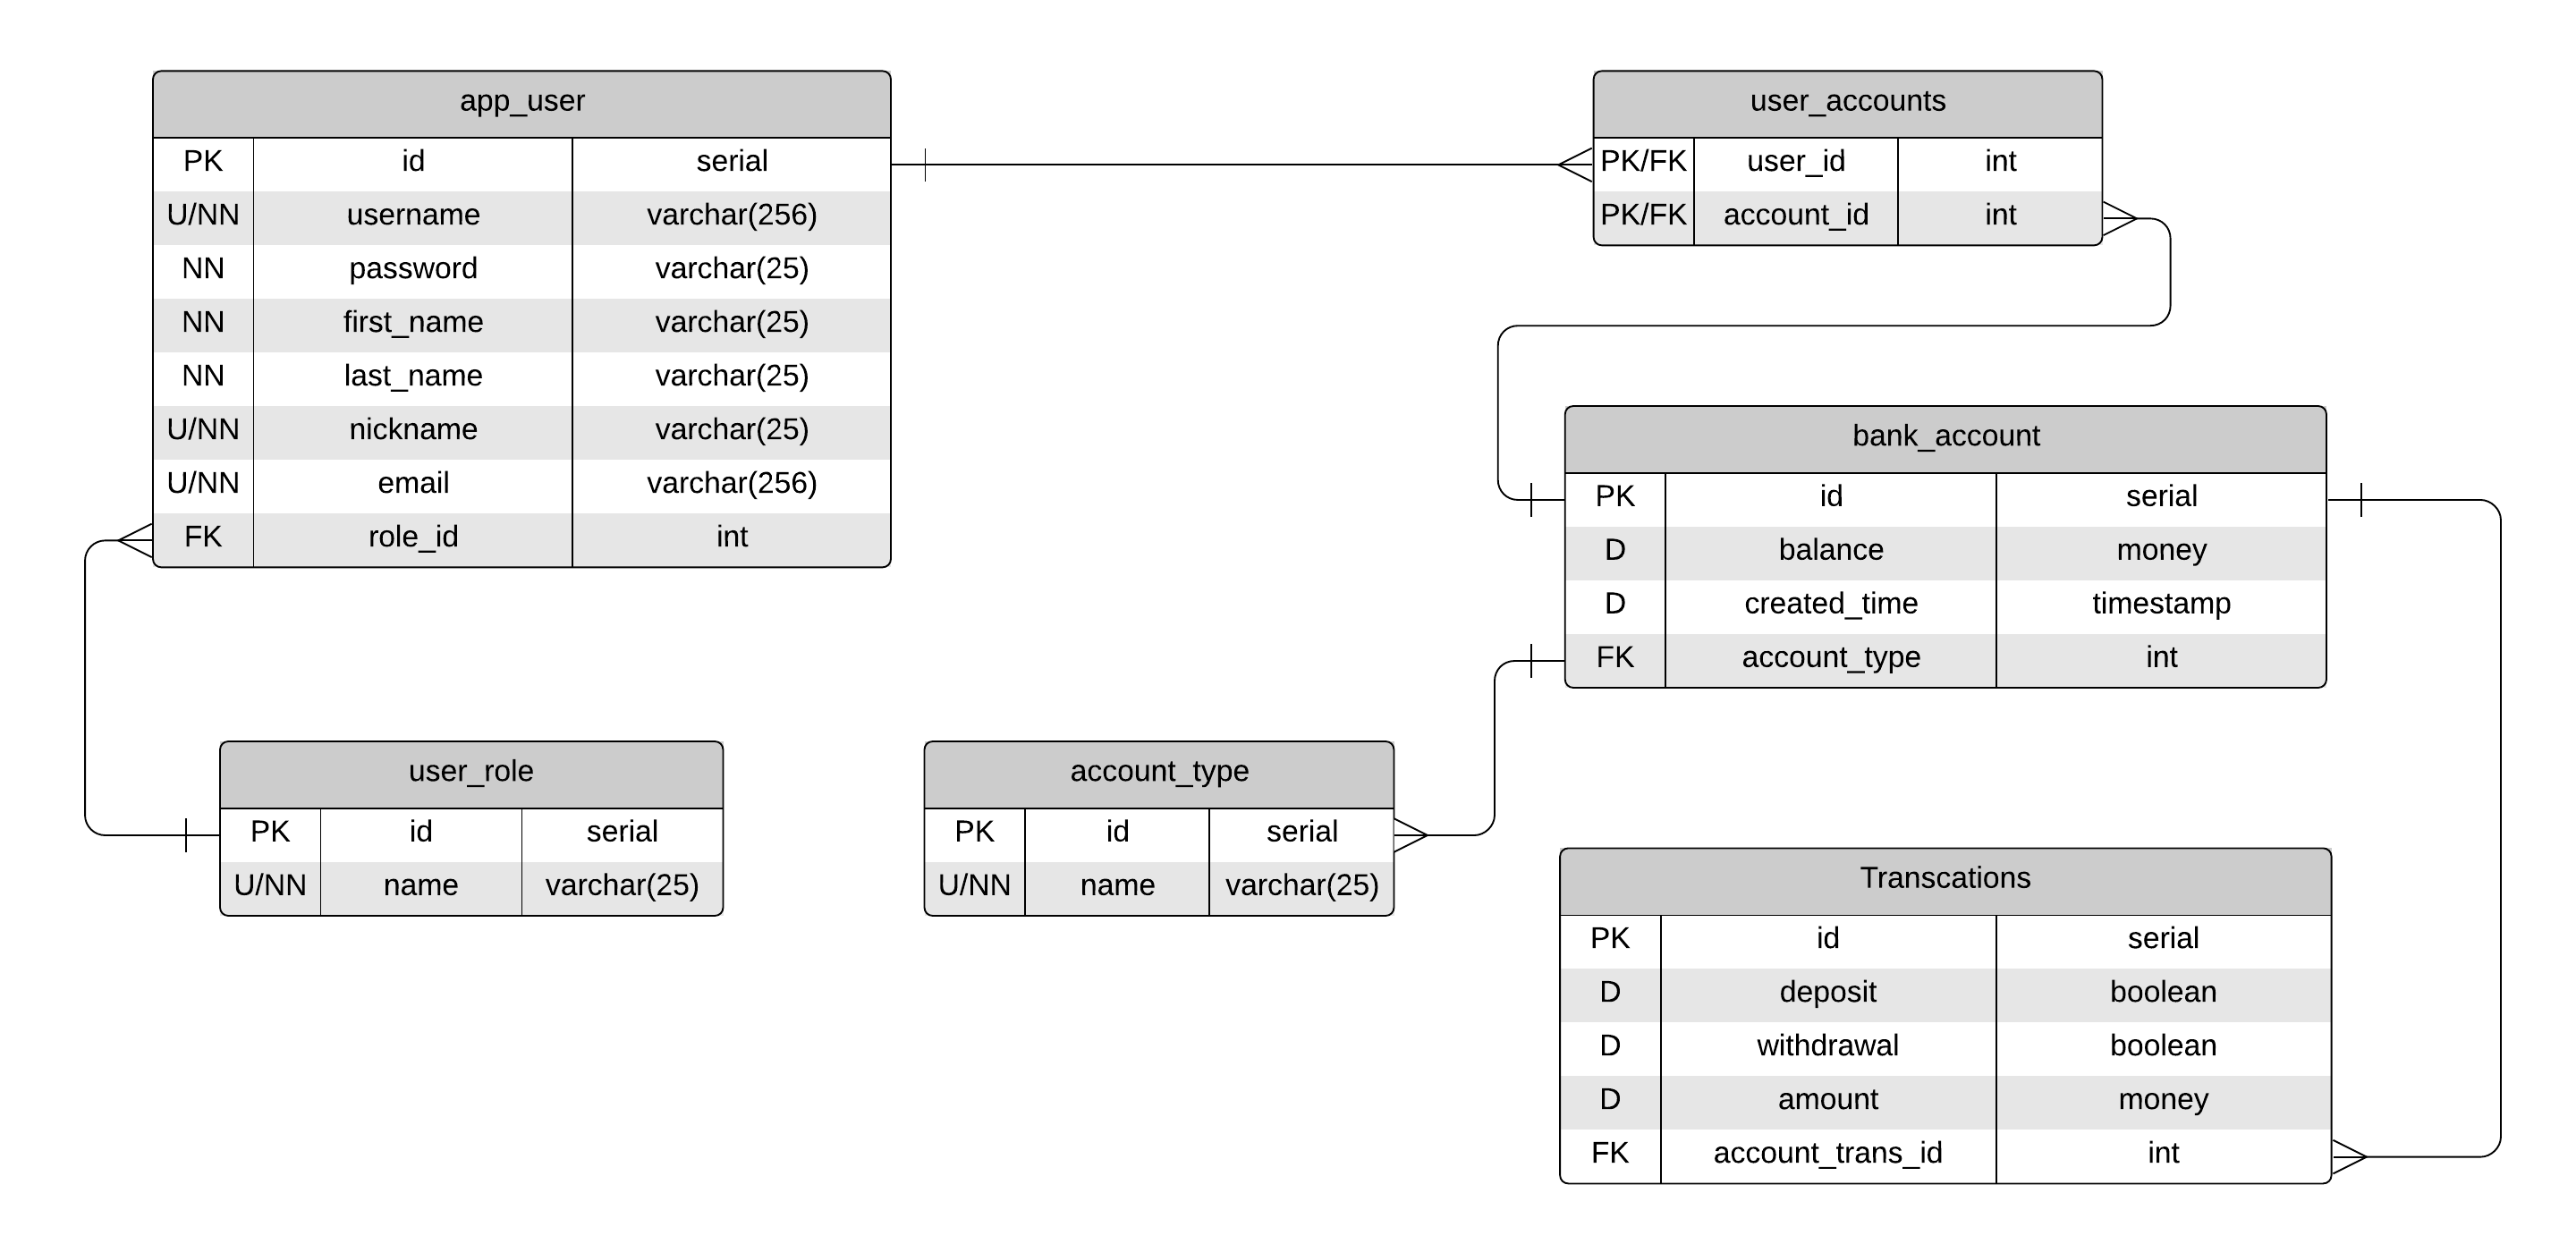 app_user
PK id serial
U/NN username varchar(256)
NN password varchar(25)
NN first_name varchar(25)
NN last_name varchar(25)
U/NN nickname varchar(25)
U/NN email varchar(256)
FK role_id int
user_accounts
PK/FK user_id int
PK/FK account_id int
bank_account
PK id serial
D balance money
D created_time timestamp
FK account_type int
user_role
PK id serial
U/NN name varchar(25)
account_type
PK id serial
U/NN name varchar(25)
Transcations
PK id serial
D deposit boolean
D withdrawal boolean
D amount money
FK account_trans_id int